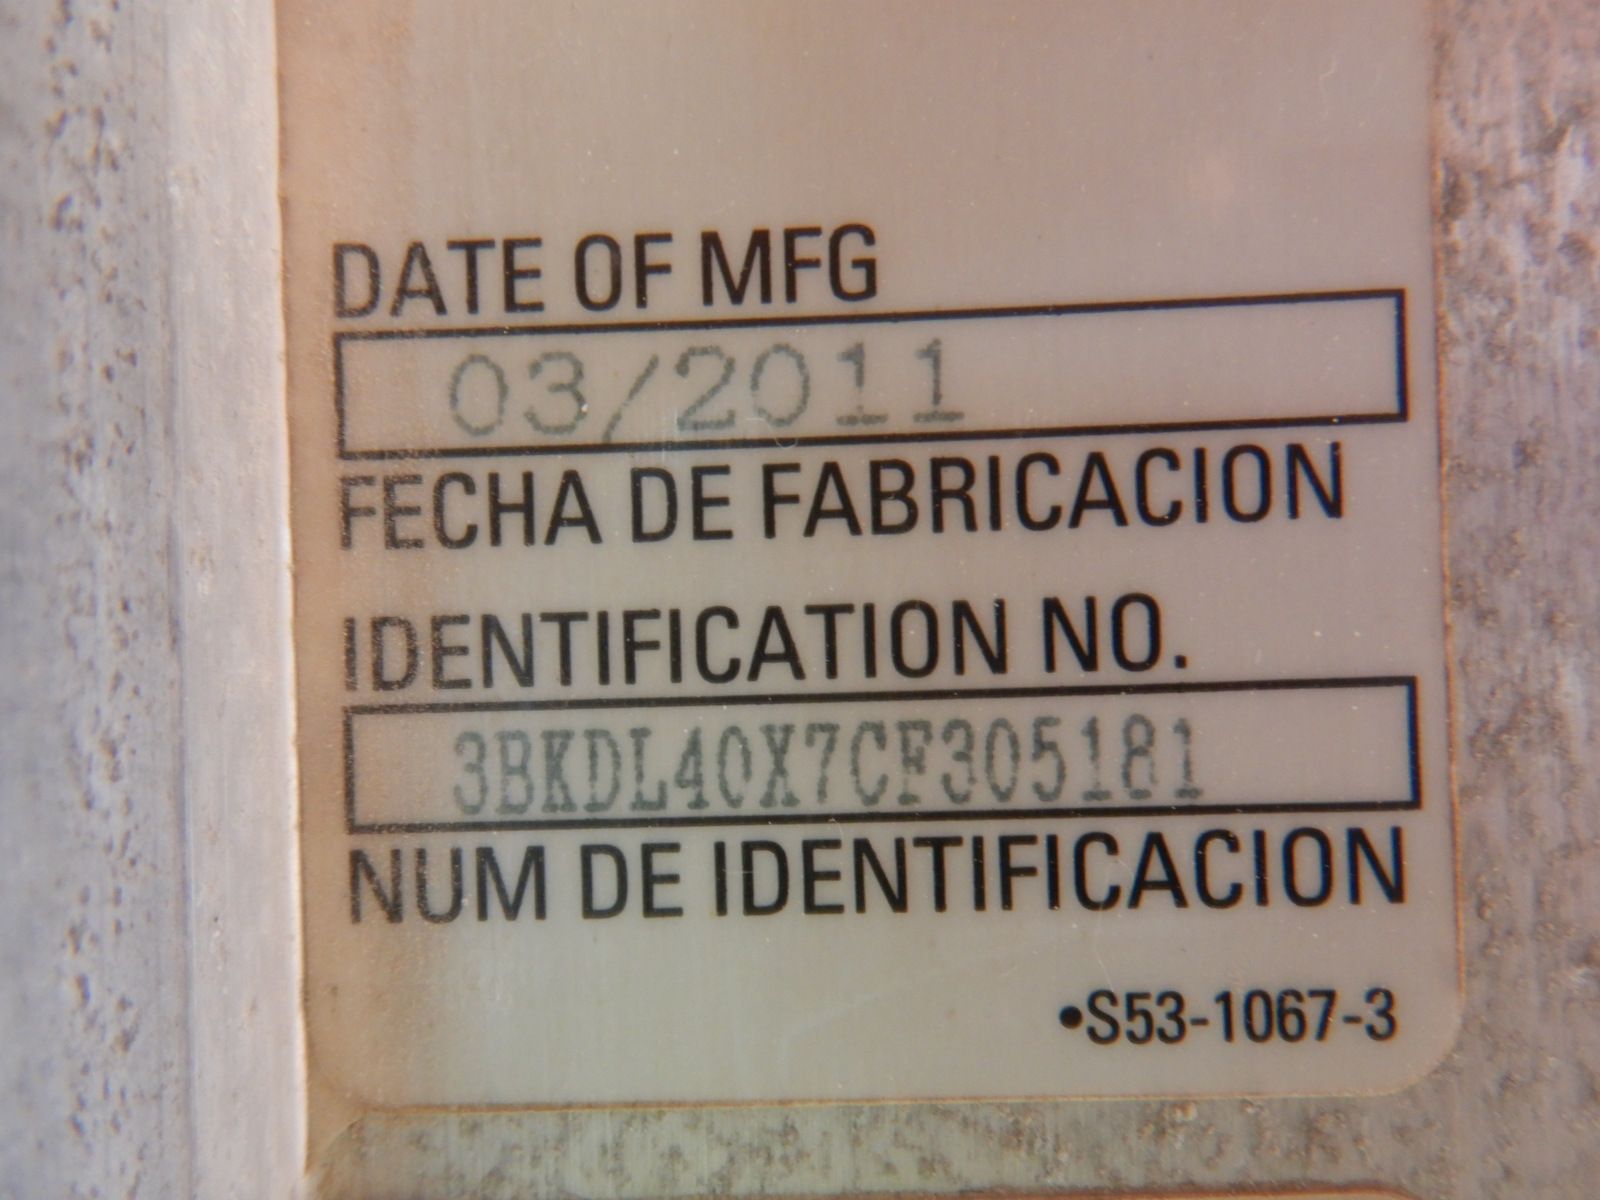 DATE OF MFG
03/2011
FECHA DE FABRICACION
IDENTIFICATION NO.
3BKDL40X7CF305181
NUM DE IDENTIFICACION
•S53-1067-3